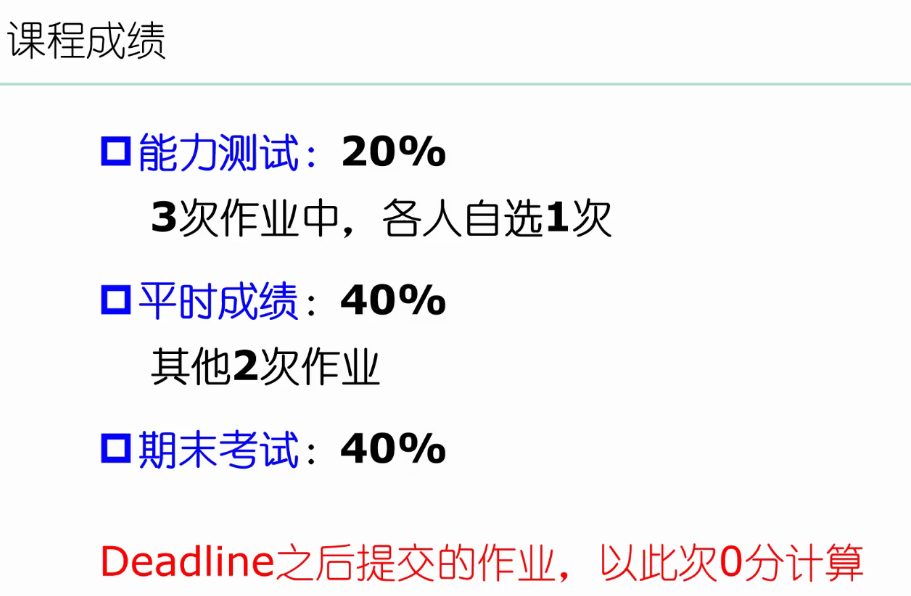 课程成绩
能力测试：20%
3次作业中，各人自选1次
平时成绩：40%
其他2次作业
期末考试：40%
Deadline之后提交的作业，以此次0分计算